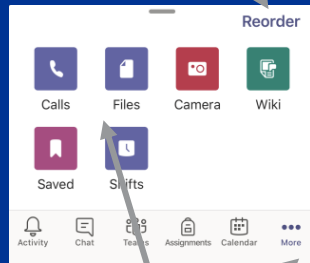 Reorder
Calls Files Camera Wiki
Saved Shifts
Activity Chat Teams Assignments Calendar More